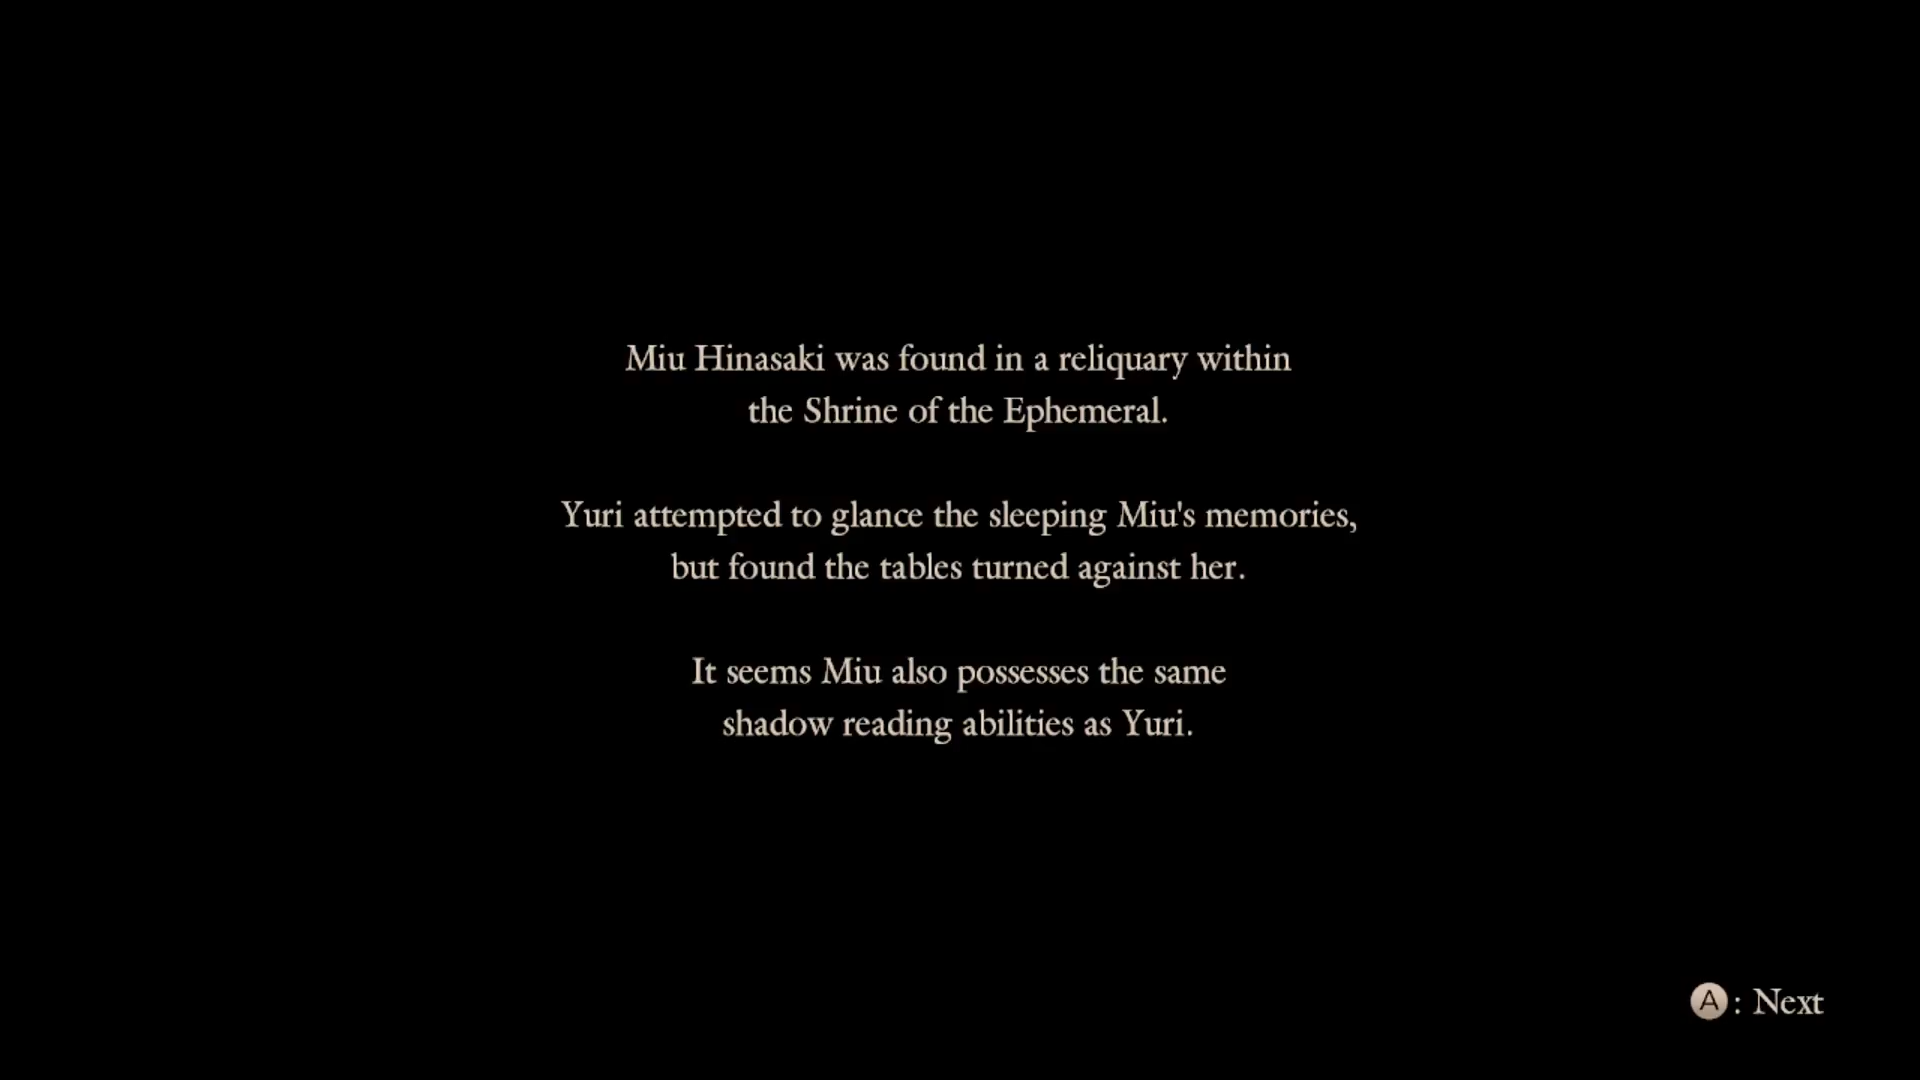 Miu Hinasaki was found in a reliquary within
the Shrine of the Ephemeral.
Yuri attempted to glance the sleeping Miu's memories,
but found the tables turned against her.
It seems Miu also possesses the same
shadow reading abilities as Yuri.
A: Next